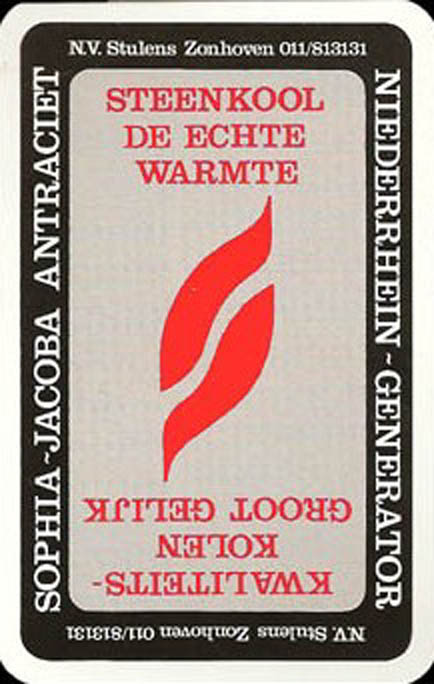 N.V. Stulens Zonhoven 011/813131
STEENKOOL
DE ECHTE
WARMTE
SOPHIA~JACOBA ANTRACIET
NIEDERRHEIN~GENERATOR
KWALITEITS-
KOLEN
GROOT GELIJK
N.V. Stulens Zonhoven 011/813131